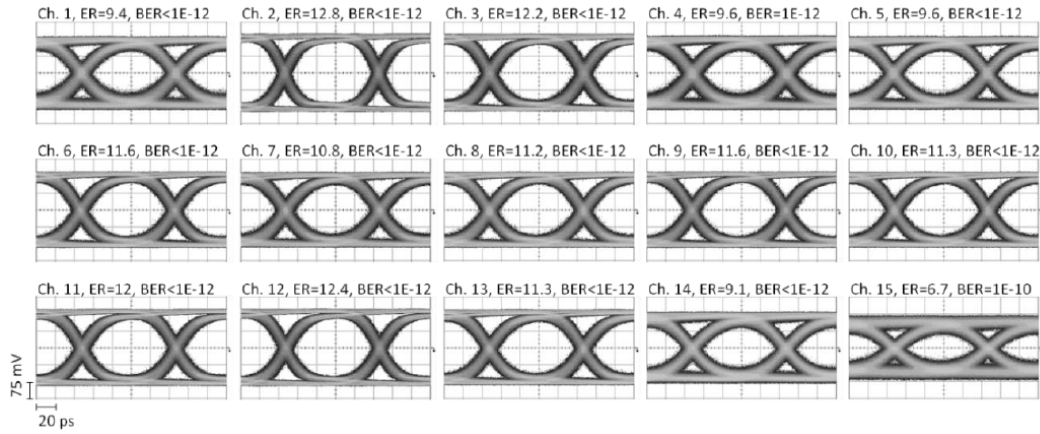 Ch. 1, ER=9.4, BER<1E-12
Ch. 2, ER=12.8, BER<1E-12
Ch. 3, ER=12.2, BER<1E-12
Ch. 4, ER=9.6, BER=1E-12
Ch. 5, ER=9.6, BER<1E-12
Ch. 6, ER=11.6, BER<1E-12
Ch. 7, ER=10.8, BER<1E-12
Ch. 8, ER=11.2, BER<1E-12
Ch. 9, ER=11.6, BER<1E-12
Ch. 10, ER=11.3, BER<1E-12
Ch. 11, ER=12, BER<1E-12
Ch. 12, ER=12.4, BER<1E-12
Ch. 13, ER=11.3, BER<1E-12
Ch. 14, ER=9.1, BER<1E-12
Ch. 15, ER=6.7, BER=1E-10
75 mV
20 ps